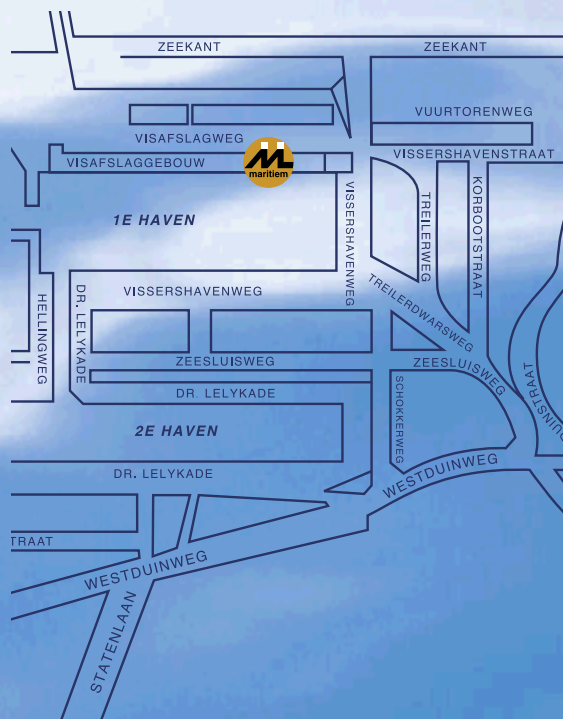 ZEEKANT
ZEEKANT
VUURTORENWEG
VISAFSLAGWEG
VISSERSHAVENSTRAAT
VISAFSLAGGEBOUW
M
maritiem
1E HAVEN
VISSERSHAVENWEG
TREILERWEG
KORBOOTSTRAAT
HELLINGWEG
DR. LELYKADE
VISSERSHAVENWEG
TREILERDWARSWEG
ZEESLUISWEG
ZEESLUISWEG
DR. LELYKADE
SCHOKKERWEG
2E HAVEN
WESTDUINWEG
DR. LELYKADE
TRAAT
WESTDUINWEG
STATENLAAN